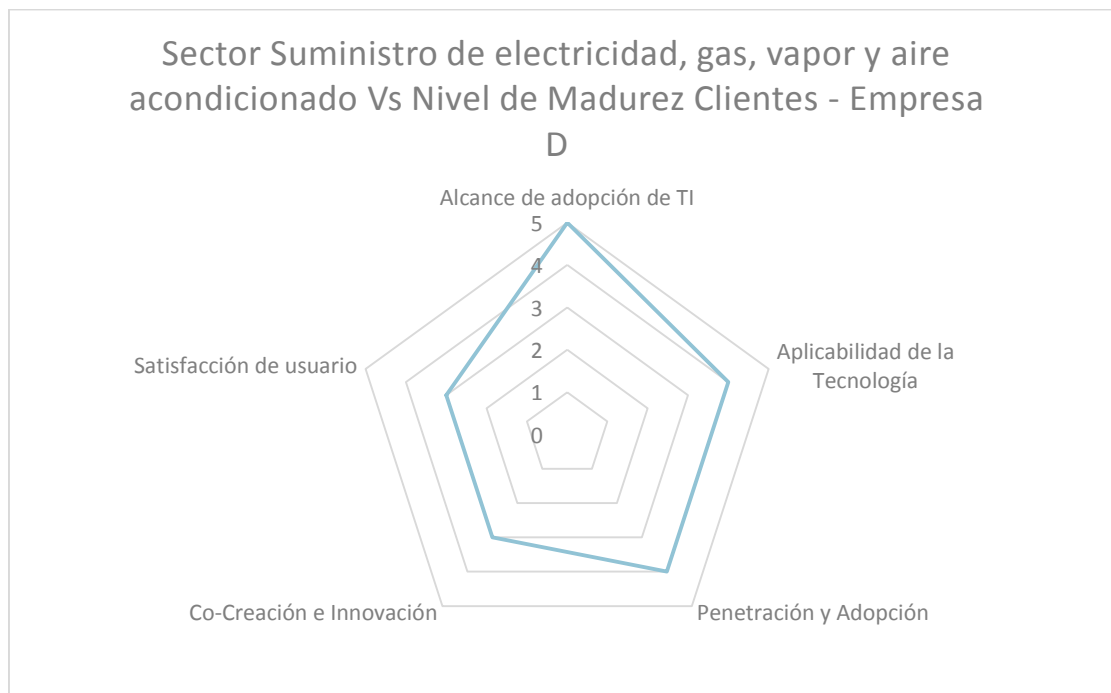 Sector Suministro de electricidad, gas, vapor y aire
acondicionado Vs Nivel de Madurez Clientes - Empresa
D
Alcance de adopción de TI
5
4
3
2
1
0
Aplicabilidad de la
Tecnología
Satisfacción de usuario
Penetración y Adopción
Co-Creación e Innovación